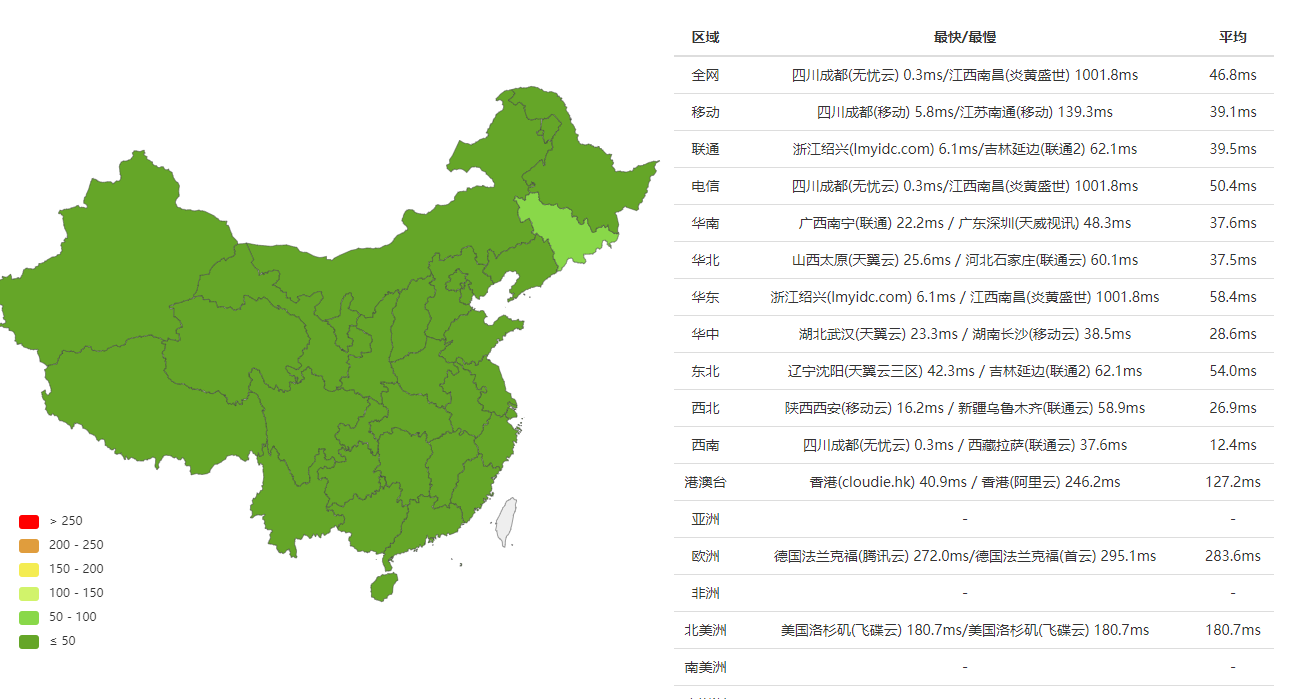 区域 最快/最慢 平均
全网 四川成都(无忧云) 0.3ms/江西南昌(炎黄盛世) 1001.8ms 46.8ms
移动 四川成都(移动) 5.8ms/江苏南通(移动) 139.3ms 39.1ms
联通 浙江绍兴(lmyidc.com) 6.1ms/吉林延边(联通2) 62.1ms 39.5ms
电信 四川成都(无忧云) 0.3ms/江西南昌(炎黄盛世) 1001.8ms 50.4ms
华南 广西南宁(联通) 22.2ms / 广东深圳(天威视讯) 48.3ms 37.6ms
华北 山西太原(天翼云) 25.6ms / 河北石家庄(联通云) 60.1ms 37.5ms
华东 浙江绍兴(lmyidc.com) 6.1ms / 江西南昌(炎黄盛世) 1001.8ms 58.4ms
华中 湖北武汉(天翼云) 23.3ms / 湖南长沙(移动云) 38.5ms 28.6ms
东北 辽宁沈阳(天翼云三区) 42.3ms / 吉林延边(联通2) 62.1ms 54.0ms
西北 陕西西安(移动云) 16.2ms / 新疆乌鲁木齐(联通云) 58.9ms 26.9ms
西南 四川成都(无忧云) 0.3ms / 西藏拉萨(联通云) 37.6ms 12.4ms
港澳台 香港(cloudie.hk) 40.9ms / 香港(阿里云) 246.2ms 127.2ms
亚洲 - -
欧洲 德国法兰克福(腾讯云) 272.0ms/德国法兰克福(首云) 295.1ms 283.6ms
非洲 - -
北美洲 美国洛杉矶(飞碟云) 180.7ms/美国洛杉矶(飞碟云) 180.7ms 180.7ms
南美洲 - -
> 250
200 - 250
150 - 200
100 - 150
50 - 100
≤ 50